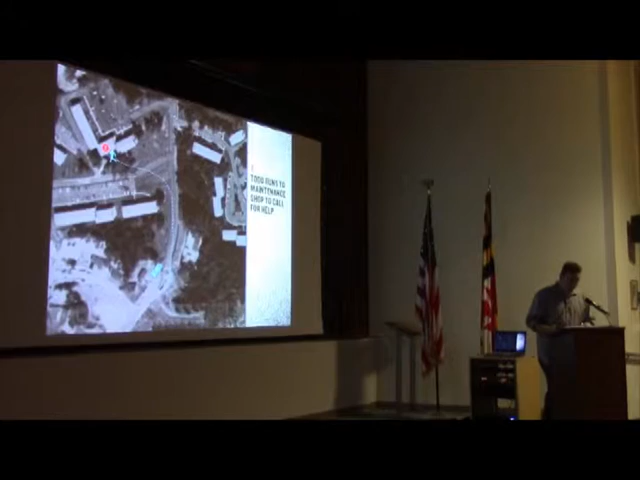 TODD RUNS TO
MAINTENANCE
SHOP TO CALL
FOR HELP